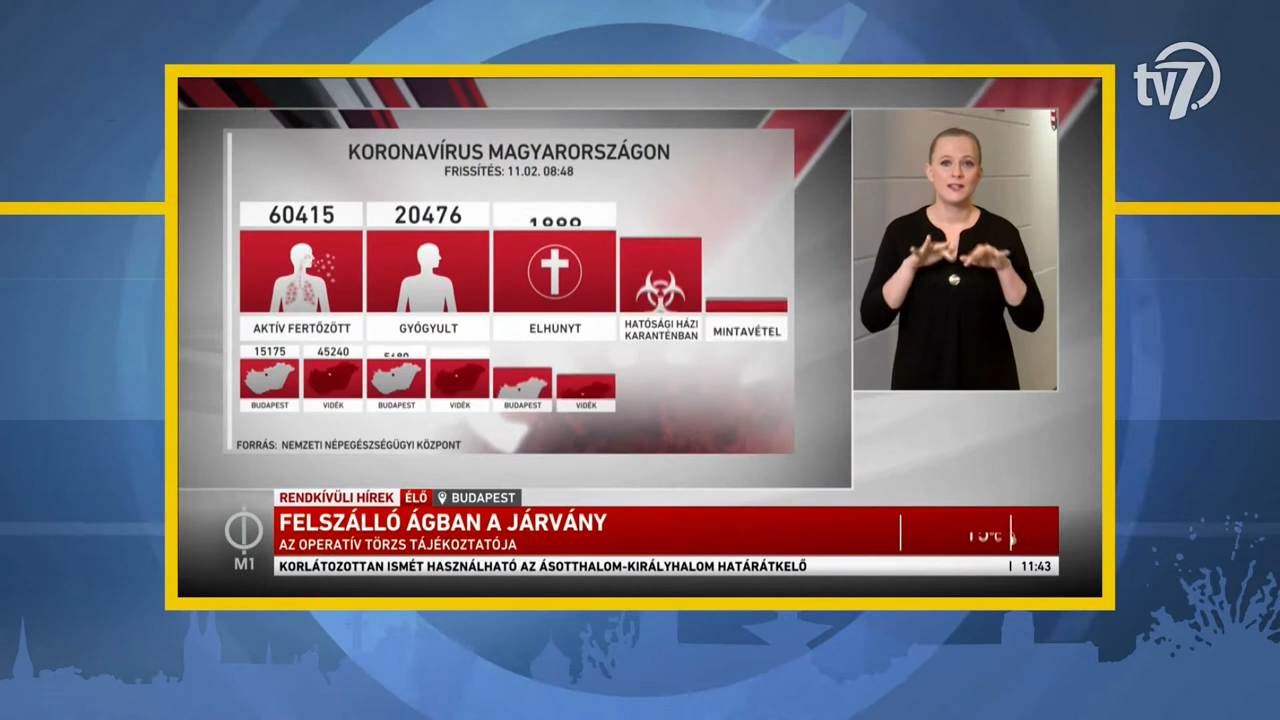 tv7
KORONAVÍRUS MAGYARORSZÁGON
FRISSÍTÉS: 11.02. 08:48
60415 20476
AKTÍV FERTŐZÖTT GYÓGYULT ELHUNYT HATÓSÁGI HÁZI KARANTÉNBAN MINTAVÉTEL
15175 45240
BUDAPEST VIDÉK BUDAPEST VIDÉK BUDAPEST VIDÉK
FORRÁS: NEMZETI NÉPEGÉSZSÉGÜGYI KÖZPONT
RENDKÍVÜLI HÍREK ÉLŐ BUDAPEST
FELSZÁLLÓ ÁGBAN A JÁRVÁNY
AZ OPERATÍV TÖRZS TÁJÉKOZTATÓJA
M1
KORLÁTOZOTTAN ISMÉT HASZNÁLHATÓ AZ ÁSOTTHALOM-KIRÁLYHALOM HATÁRÁTKELŐ 11:43